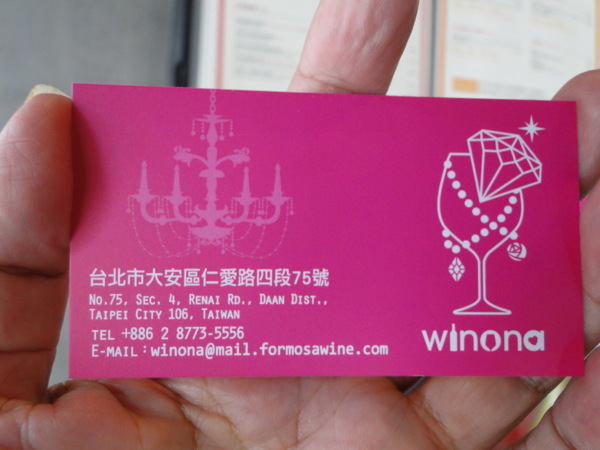 台北市大安區仁愛路四段75號
No.75, Sec. 4, Renai Rd., Daan Dist.,
Taipei City 106, Taiwan
TEL +886 2 8773-5556
E-mail：winona@mail.formosawine.com
winona